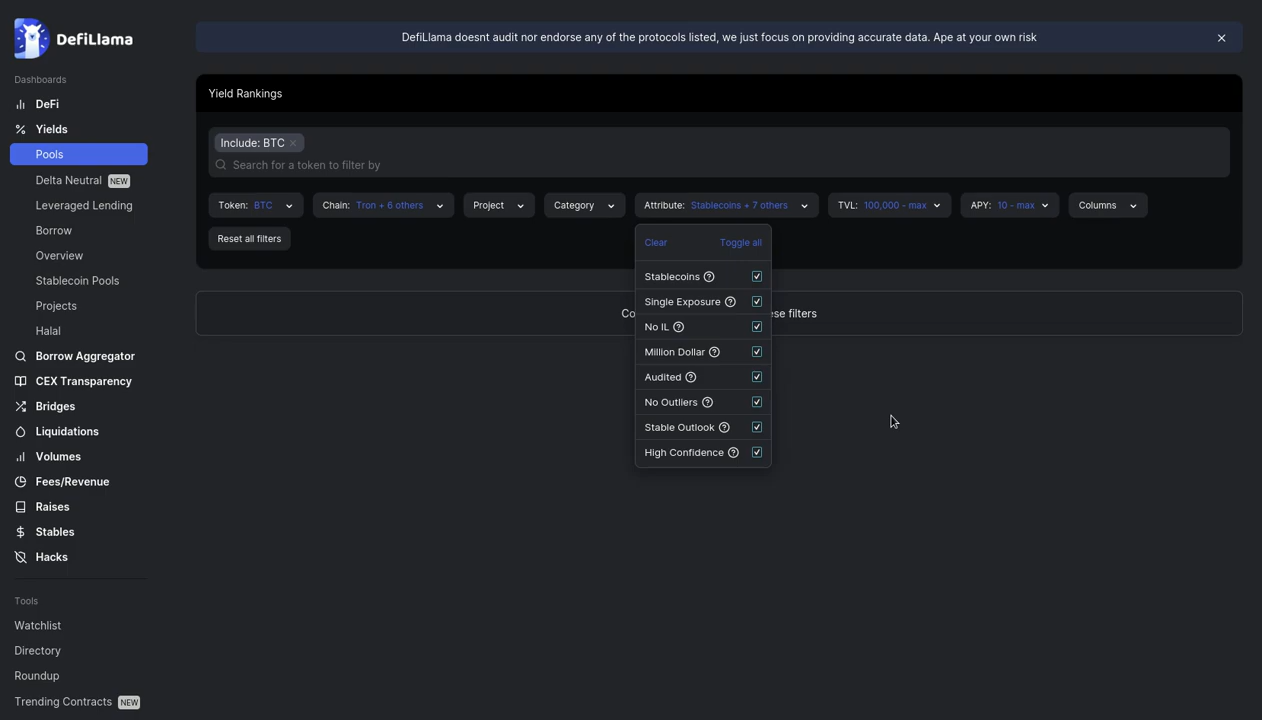 DefiLlama
DefiLlama doesnt audit nor endorse any of the protocols listed, we just focus on providing accurate data. Ape at your own risk
Dashboards
DeFi
Yields
Pools
Delta Neutral NEW
Leveraged Lending
Borrow
Overview
Stablecoin Pools
Projects
Halal
Borrow Aggregator
CEX Transparency
Bridges
Liquidations
Volumes
Fees/Revenue
Raises
Stables
Hacks
Tools
Watchlist
Directory
Roundup
Trending Contracts NEW
Yield Rankings
Include: BTC
Search for a token to filter by
Token: BTC
Chain: Tron + 6 others
Project
Category
Attribute: Stablecoins + 7 others
TVL: 100,000 - max
APY: 10 - max
Columns
Reset all filters
Clear
Toggle all
Stablecoins
Single Exposure
No IL
Million Dollar
Audited
No Outliers
Stable Outlook
High Confidence
filters